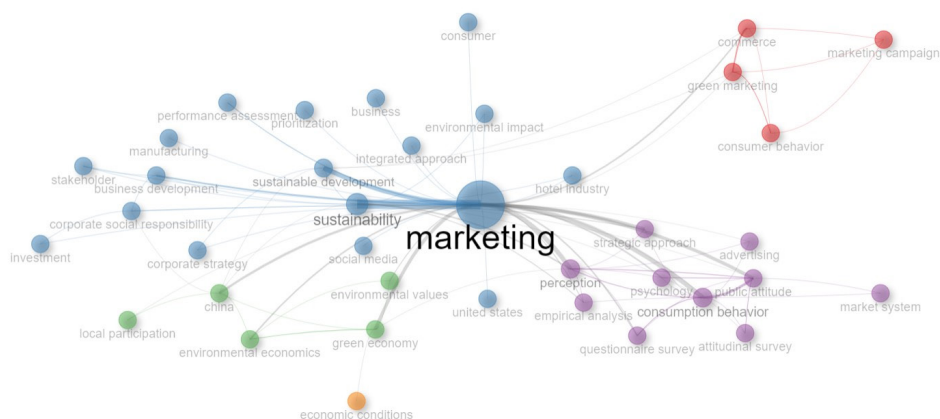 consumer
commerce
marketing campaign
green marketing
performance assessment
business
prioritization
environmental impact
consumer behavior
manufacturing
integrated approach
stakeholder
business development
sustainable development
hotel industry
corporate social responsibility
sustainability
marketing
strategic approach
investment
corporate strategy
social media
advertising
perception
psychology
public attitude
china
environmental values
united states
empirical analysis
consumption behavior
market system
local participation
environmental economics
green economy
questionnaire survey
attitudinal survey
economic conditions